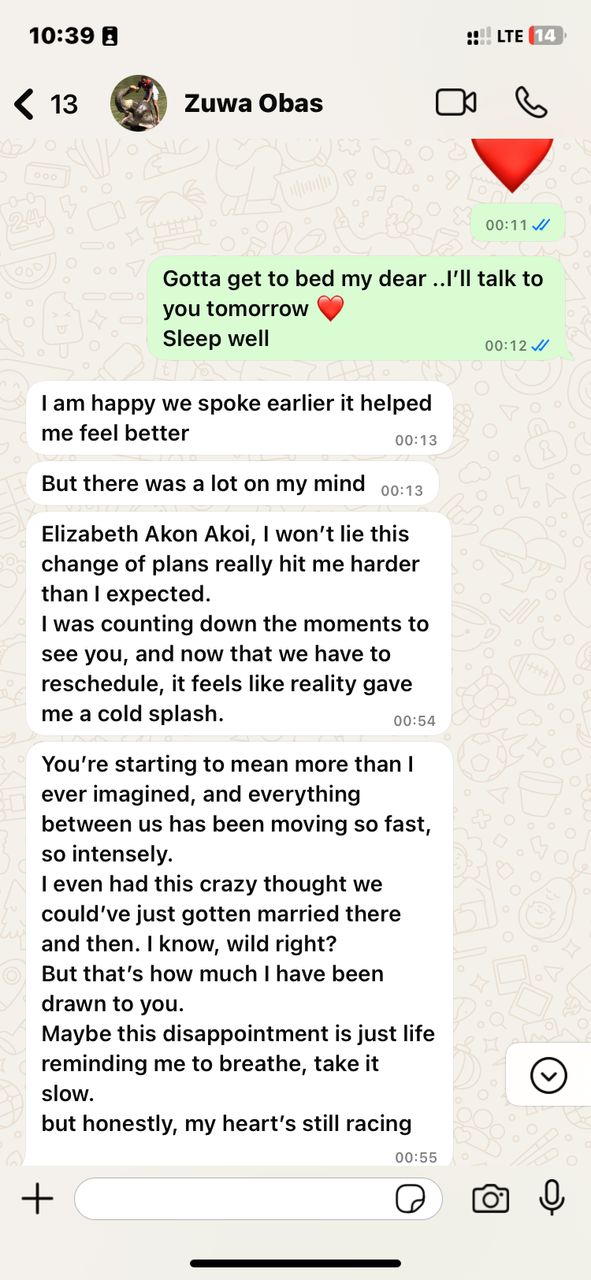 10:39
LTE 14
13 Zuwa Obas
00:11
Gotta get to bed my dear ..I’ll talk to
you tomorrow ❤️
Sleep well
00:12
I am happy we spoke earlier it helped
me feel better
00:13
But there was a lot on my mind 00:13
Elizabeth Akon Akoi, I won’t lie this
change of plans really hit me harder
than I expected.
I was counting down the moments to
see you, and now that we have to
reschedule, it feels like reality gave
me a cold splash.
00:54
You’re starting to mean more than I
ever imagined, and everything
between us has been moving so fast,
so intensely.
I even had this crazy thought we
could’ve just gotten married there
and then. I know, wild right?
But that’s how much I have been
drawn to you.
Maybe this disappointment is just life
reminding me to breathe, take it
slow.
but honestly, my heart’s still racing
00:55